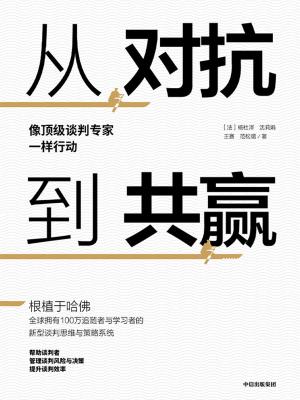 从对抗
像顶级谈判专家
一样行动
[法]杨杜泽 沈莉娟
王赛 范松璐/著
到共赢
根植于哈佛
全球拥有100万追随者与学习者的
新型谈判思维与策略系统
帮助谈判者
管理谈判风险与决策
提升谈判效率
中信出版集团